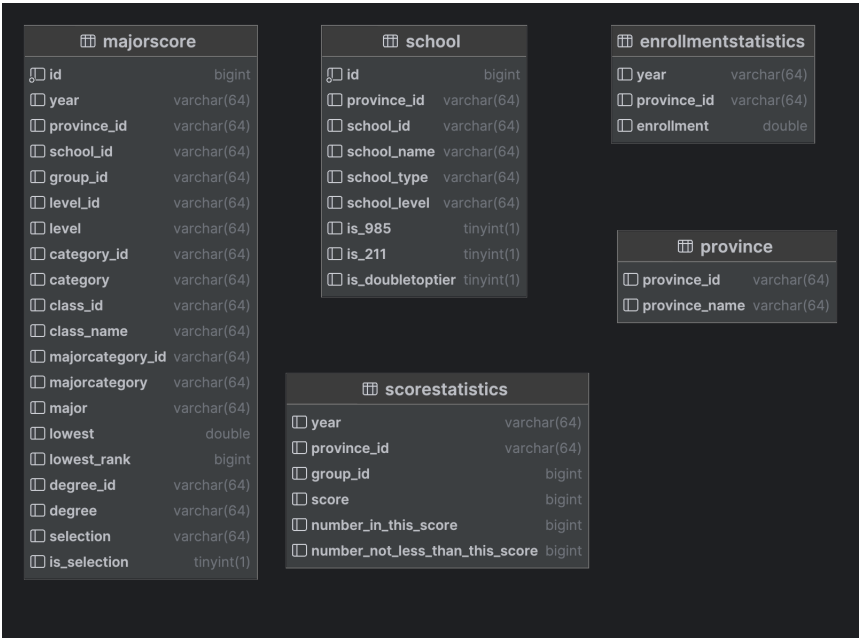 majorscore
id bigint
year varchar(64)
province_id varchar(64)
school_id varchar(64)
group_id varchar(64)
level_id varchar(64)
level varchar(64)
category_id varchar(64)
category varchar(64)
class_id varchar(64)
class_name varchar(64)
majorcategory_id varchar(64)
majorcategory varchar(64)
major varchar(64)
lowest double
lowest_rank bigint
degree_id varchar(64)
degree varchar(64)
selection varchar(64)
is_selection tinyint(1)
school
id bigint
province_id varchar(64)
school_id varchar(64)
school_name varchar(64)
school_type varchar(64)
school_level varchar(64)
is_985 tinyint(1)
is_211 tinyint(1)
is_doubletoptier tinyint(1)
enrollmentstatistics
year varchar(64)
province_id varchar(64)
enrollment double
province
province_id varchar(64)
province_name varchar(64)
scorestatistics
year varchar(64)
province_id varchar(64)
group_id bigint
score bigint
number_in_this_score bigint
number_not_less_than_this_score bigint